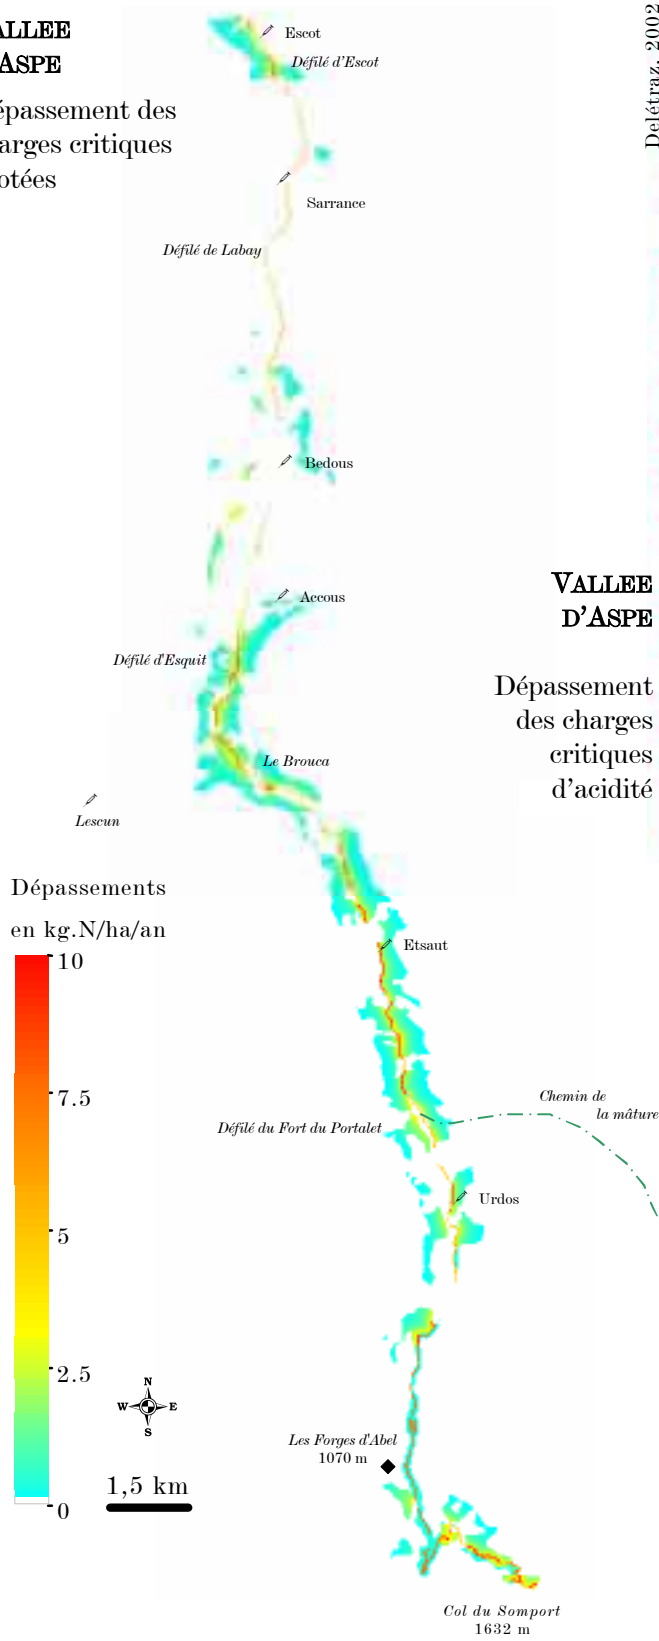 ALLEE
ASPE
épassement des
arges critiques
otées
Escot
Défilé d'Escot
Delétraz, 2002
Sarrance
Défilé de Labay
Bedous
Accous
VALLEE
D'ASPE
Défilé d'Esquit
Dépassement
des charges
critiques
d'acidité
Le Brouca
Lescun
Dépassements
en kg.N/ha/an
10
7.5
5
2.5
0
Etsaut
Chemin de
la mâture
Défilé du Fort du Portalet
Urdos
N
W E
S
1,5 km
Les Forges d'Abel
1070 m
Col du Somport
1632 m